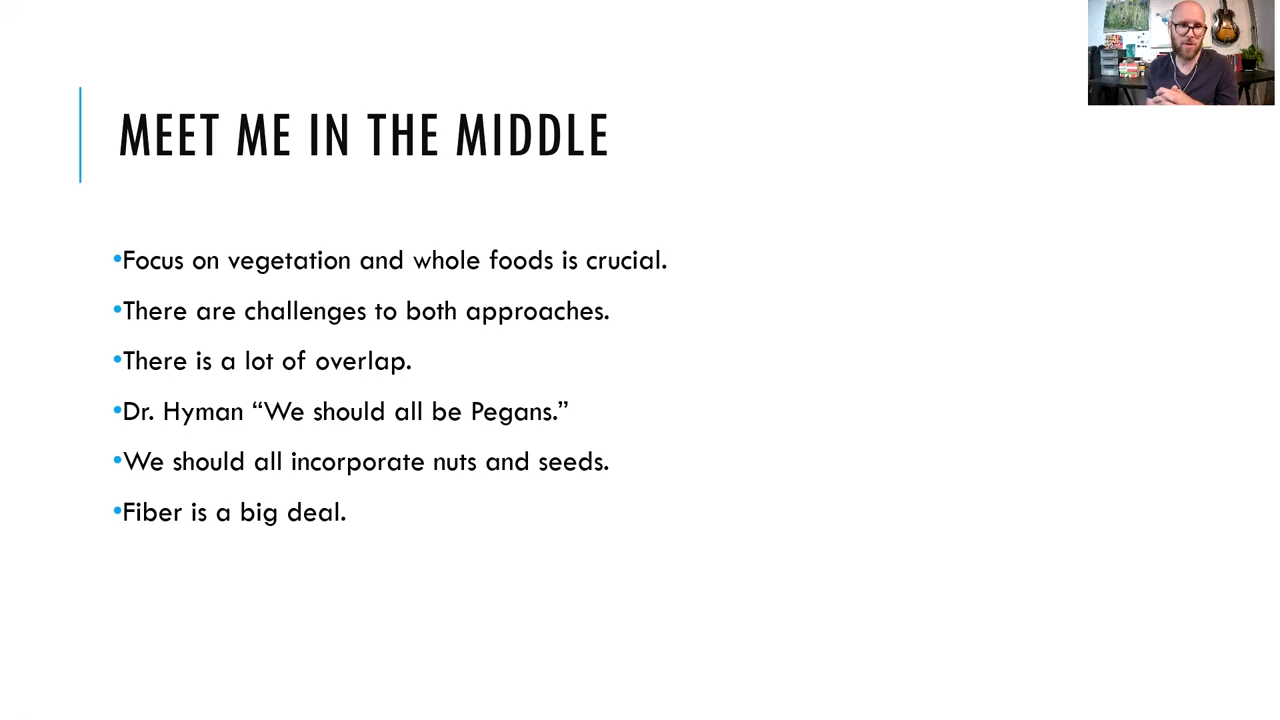 MEET ME IN THE MIDDLE
•Focus on vegetation and whole foods is crucial.
•There are challenges to both approaches.
•There is a lot of overlap.
•Dr. Hyman “We should all be Pegans.”
•We should all incorporate nuts and seeds.
•Fiber is a big deal.